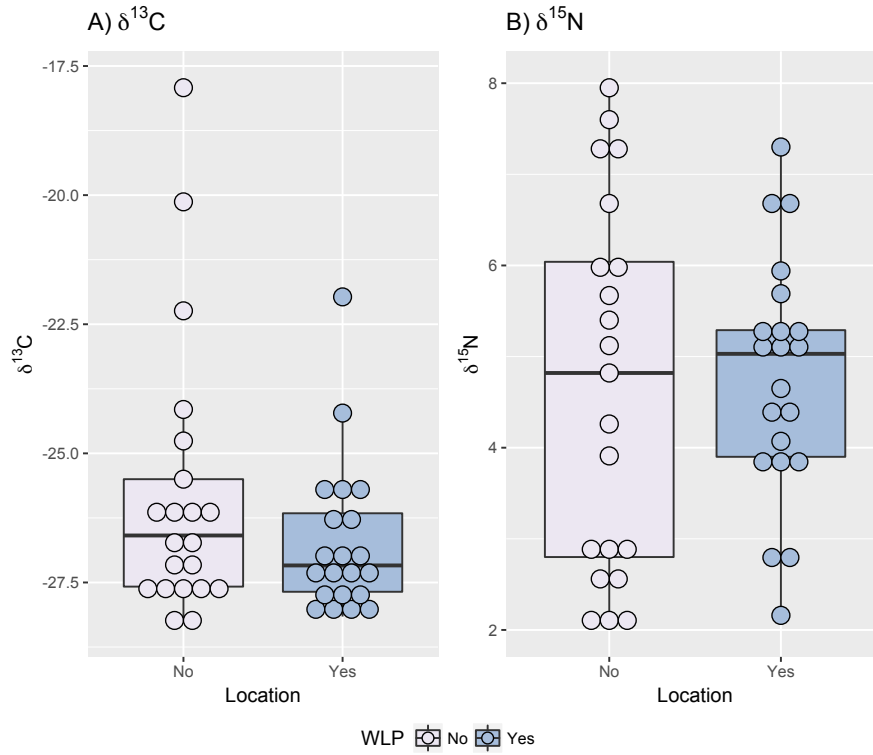 A) δ¹³C
B) δ¹⁵N
δ¹³C
-17.5
-20.0
-22.5
-25.0
-27.5
No
Yes
Location
δ¹⁵N
8
6
4
2
No
Yes
Location
WLP No Yes